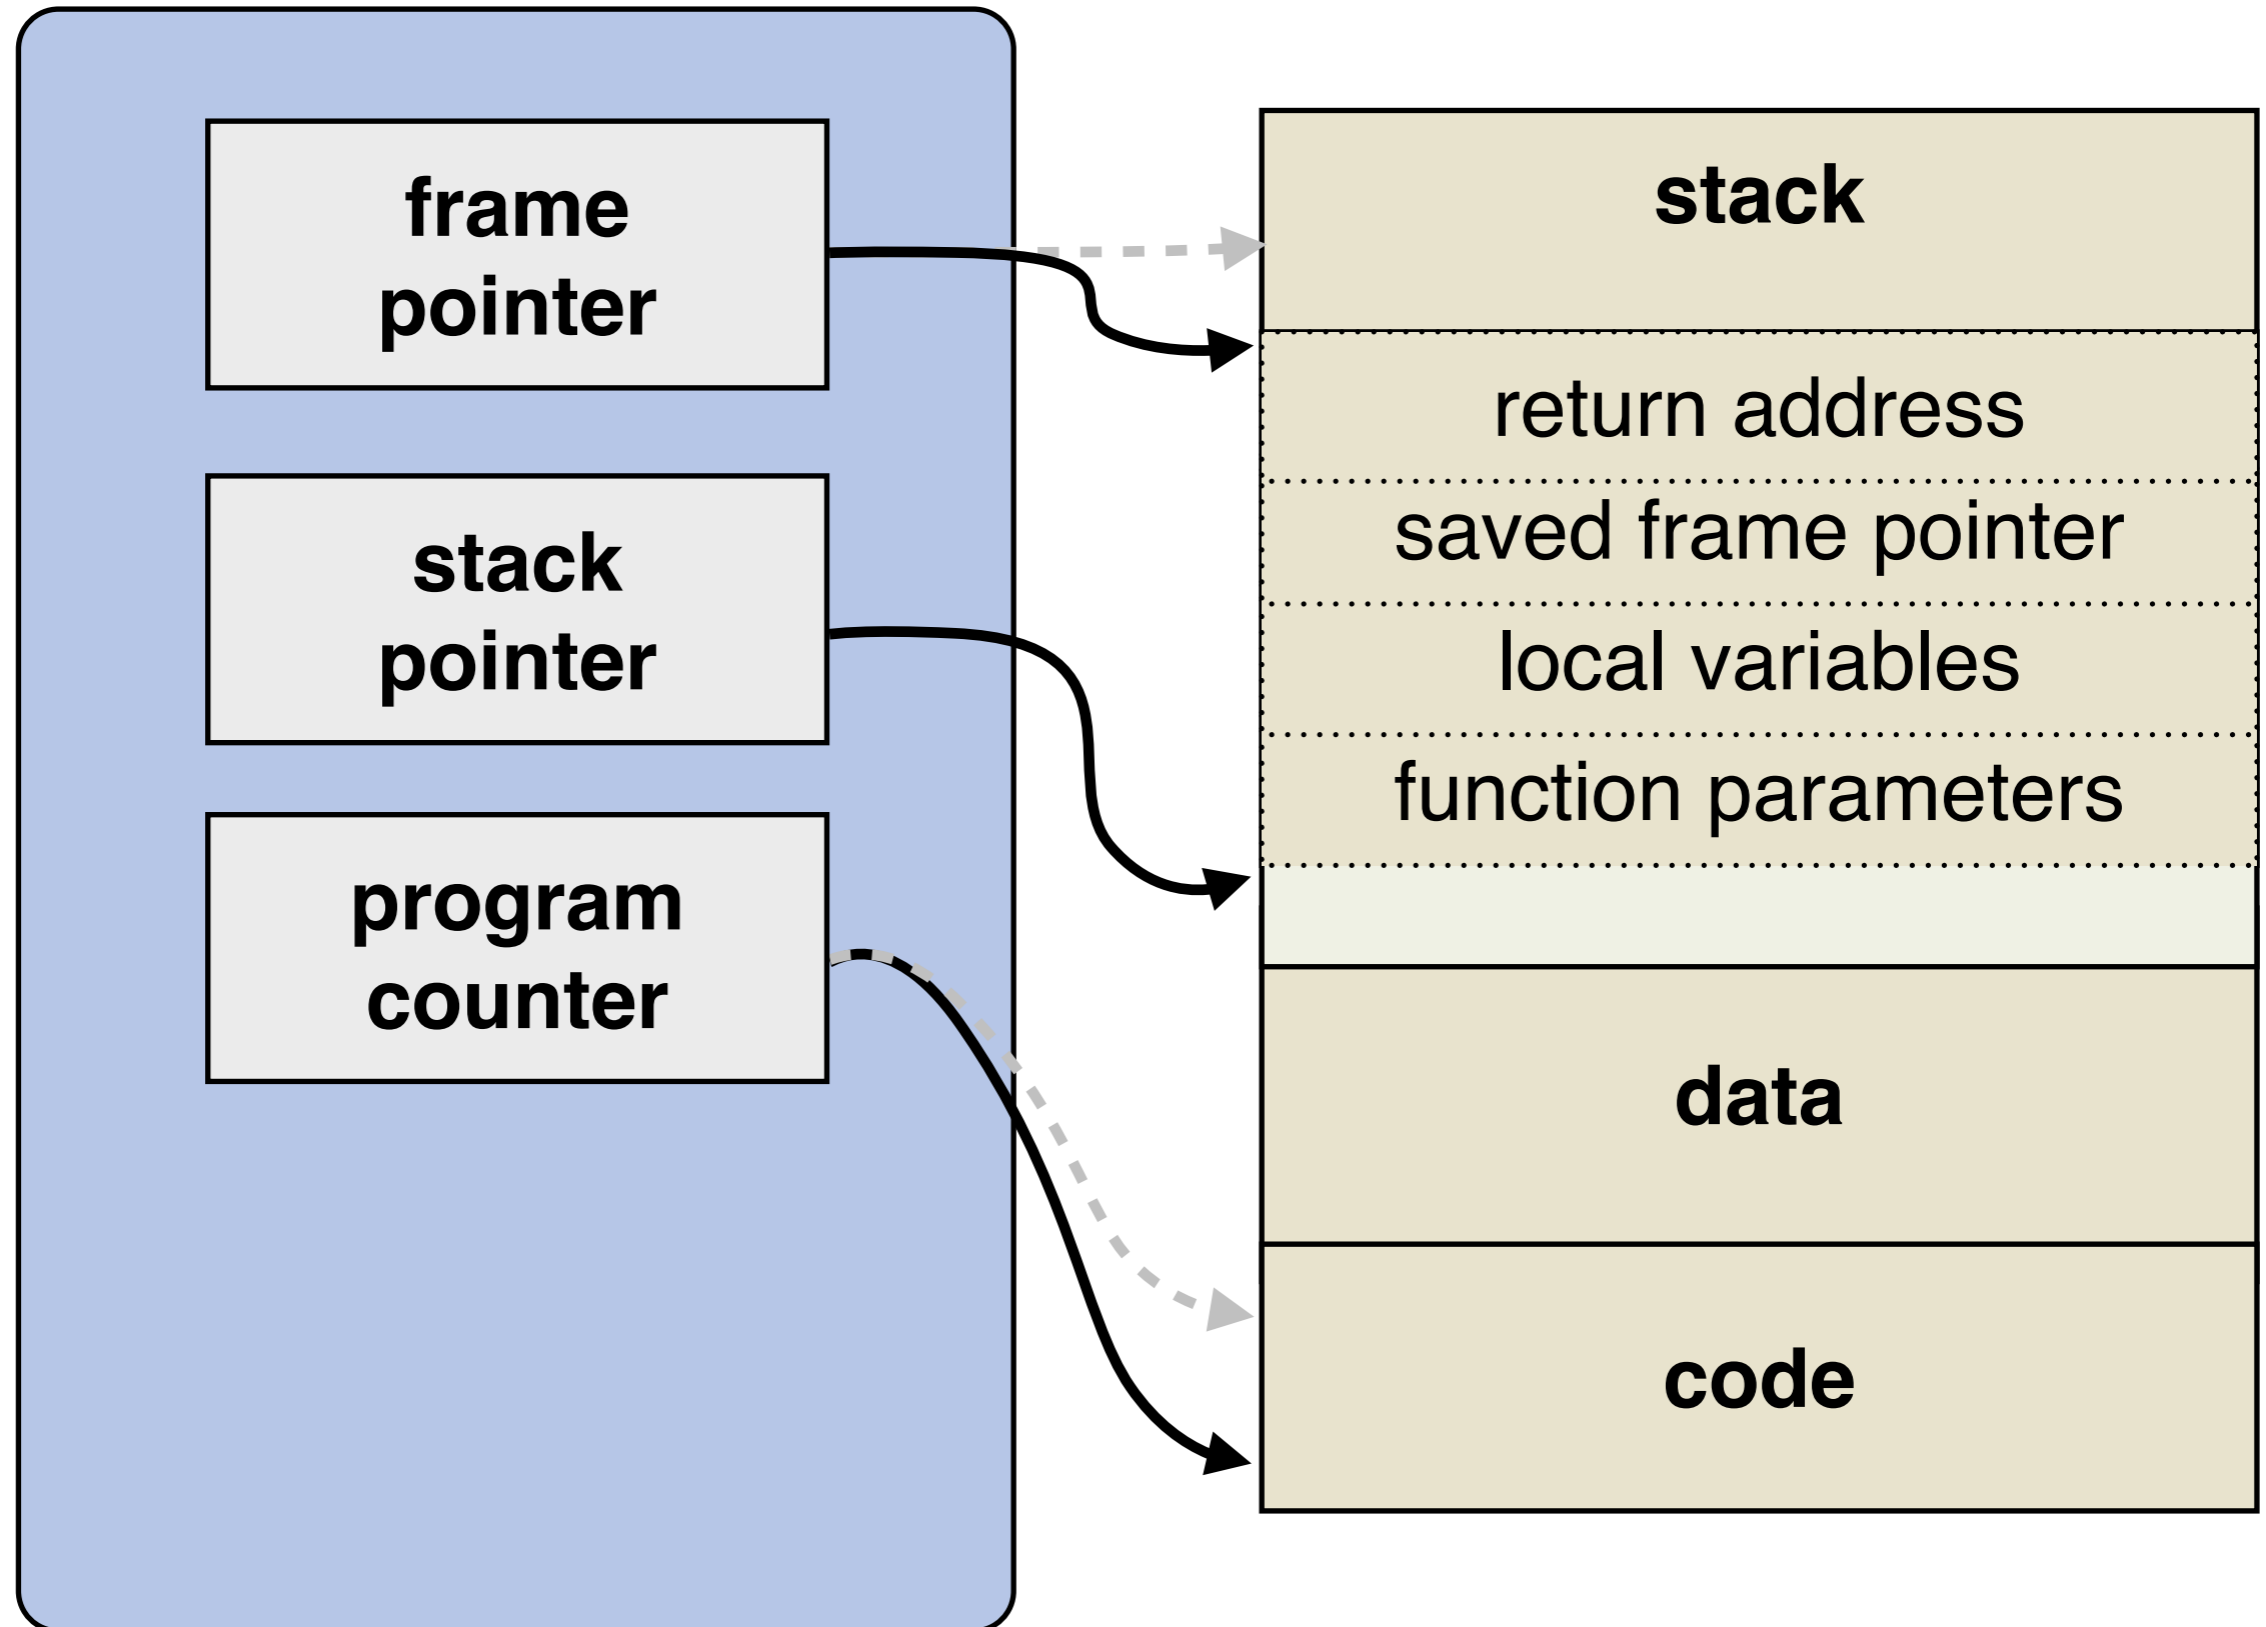 frame
pointer
stack
pointer
program
counter
stack
return address
saved frame pointer
local variables
function parameters
data
code